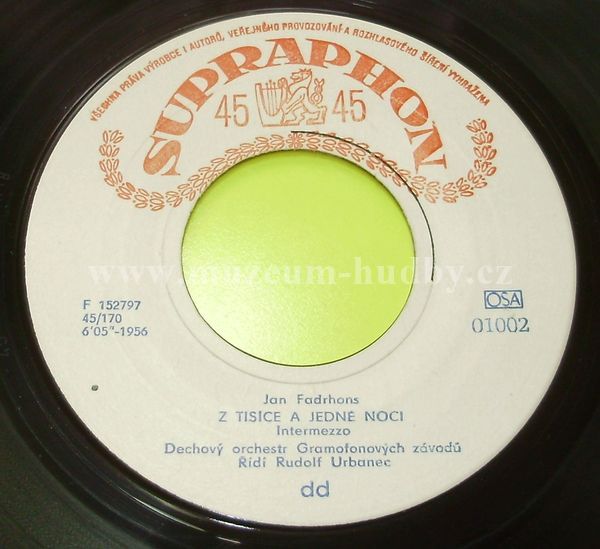 VŠECHNA PRÁVA VÝROBCE I AUTORŮ, VEŘEJNÉHO PROVOZOVÁNÍ A ROZHLASOVÉHO ŠÍŘENÍ VYHRAŽENA
SUPRAPHON
45 45
www.muzeum-hudby.cz
F 152797
45/170
6'05"-1956
OSA
01002
Jan Fadrhons
Z TISÍCE A JEDNÉ NOCI
Intermezzo
Dechový orchestr Gramofonových závodů
Řídí Rudolf Urbanec
dd